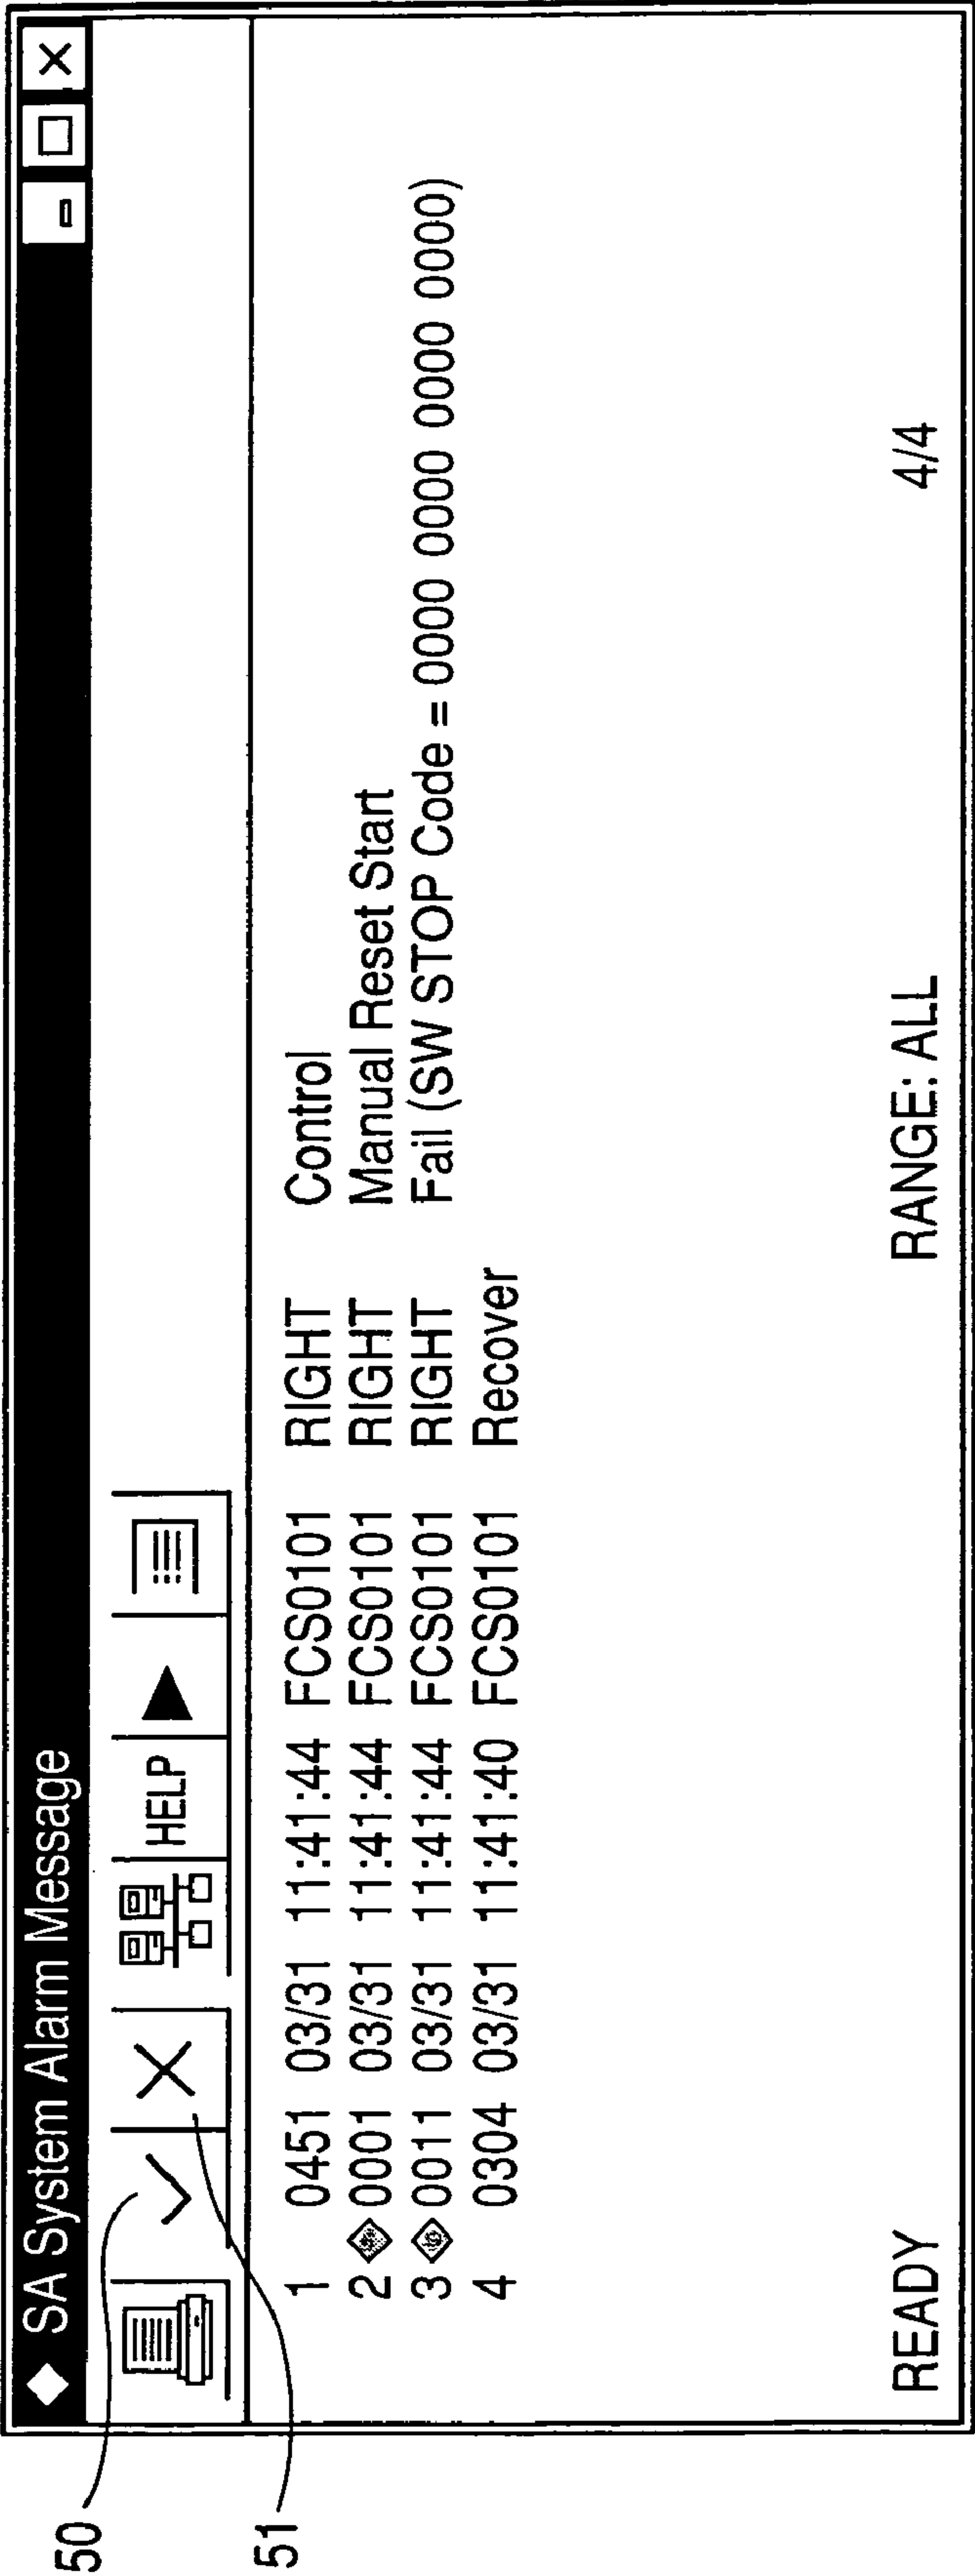 SA System Alarm Message
HELP
1 0451 03/31 11:41:44 FCS0101 RIGHT Control
2 0001 03/31 11:41:44 FCS0101 RIGHT Manual Reset Start
3 0011 03/31 11:41:44 FCS0101 RIGHT Fail (SW STOP Code = 0000 0000 0000 0000)
4 0304 03/31 11:41:40 FCS0101 Recover
READY RANGE: ALL 4/4
50
51